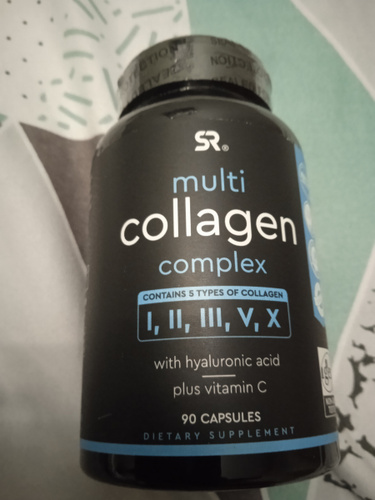 SR®
multi
collagen
complex
CONTAINS 5 TYPES OF COLLAGEN
I, II, III, V, X
with hyaluronic acid
plus vitamin C
90 CAPSULES
DIETARY SUPPLEMENT